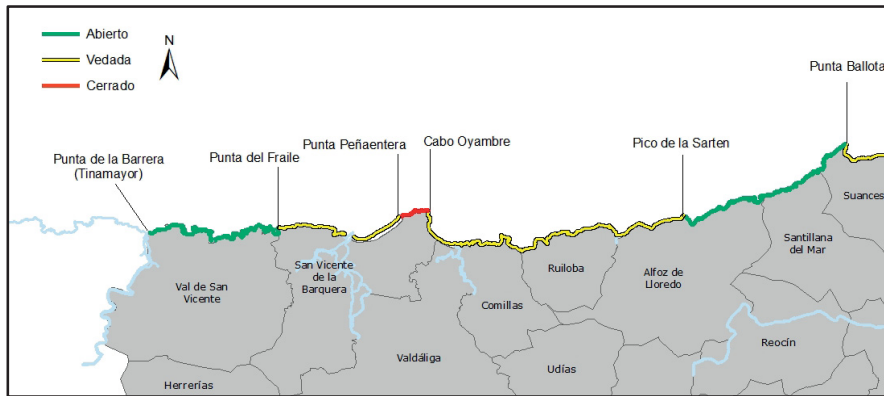 Abierto
Vedada
Cerrado
N
Punta Ballota
Punta Peñaentera
Cabo Oyambre
Pico de la Sarten
Punta de la Barrera
(Tinamayor)
Punta del Fraile
Suances
Santillana
del Mar
San Vicente
de la
Barquera
Ruiloba
Alfoz de
Lloredo
Val de San
Vicente
Comillas
Reocín
Valdáliga
Udías
Herrerías